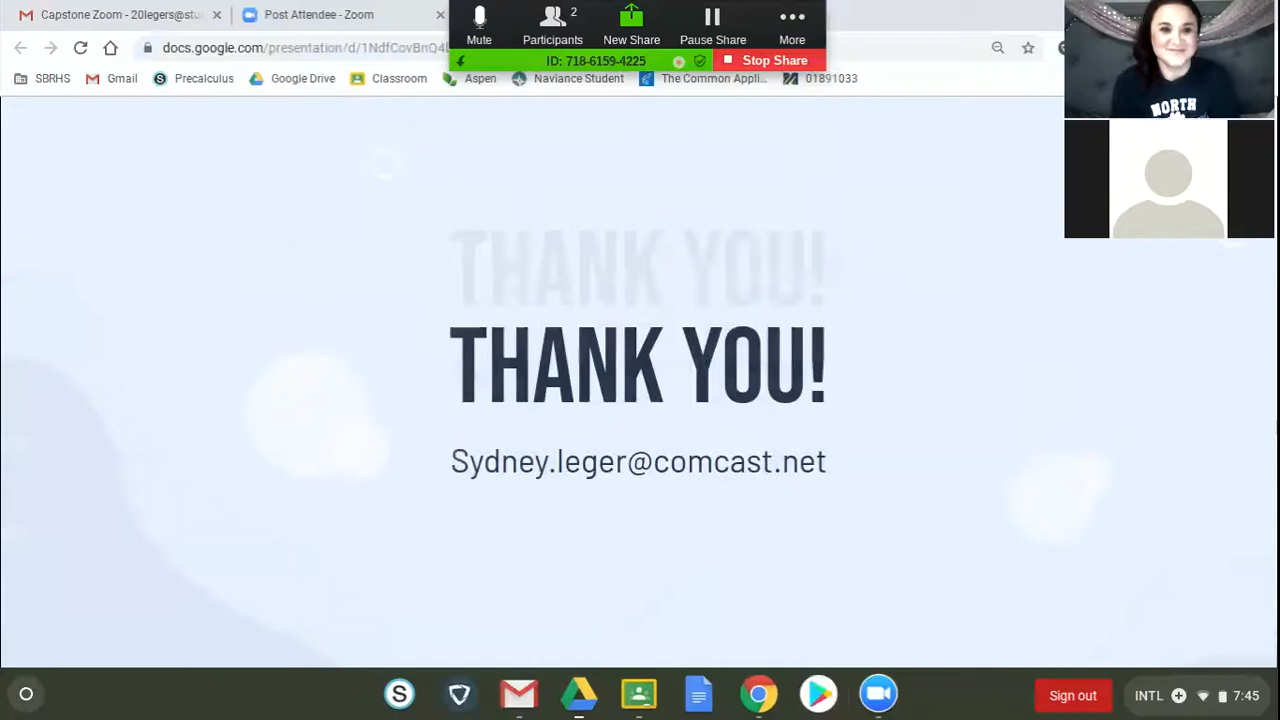 Capstone Zoom - 20legers@stu
Post Attendee - Zoom
Mute
Participants
2
New Share
Pause Share
More
ID: 718-6159-4225
Stop Share
docs.google.com/presentation/d/1NdfCovBnQ4
SBRHS
Gmail
Precalculus
Google Drive
Classroom
Aspen
Naviance Student
The Common Appli...
01891033
NORTH
THANK YOU!
THANK YOU!
Sydney.leger@comcast.net
Sign out
INTL
7:45